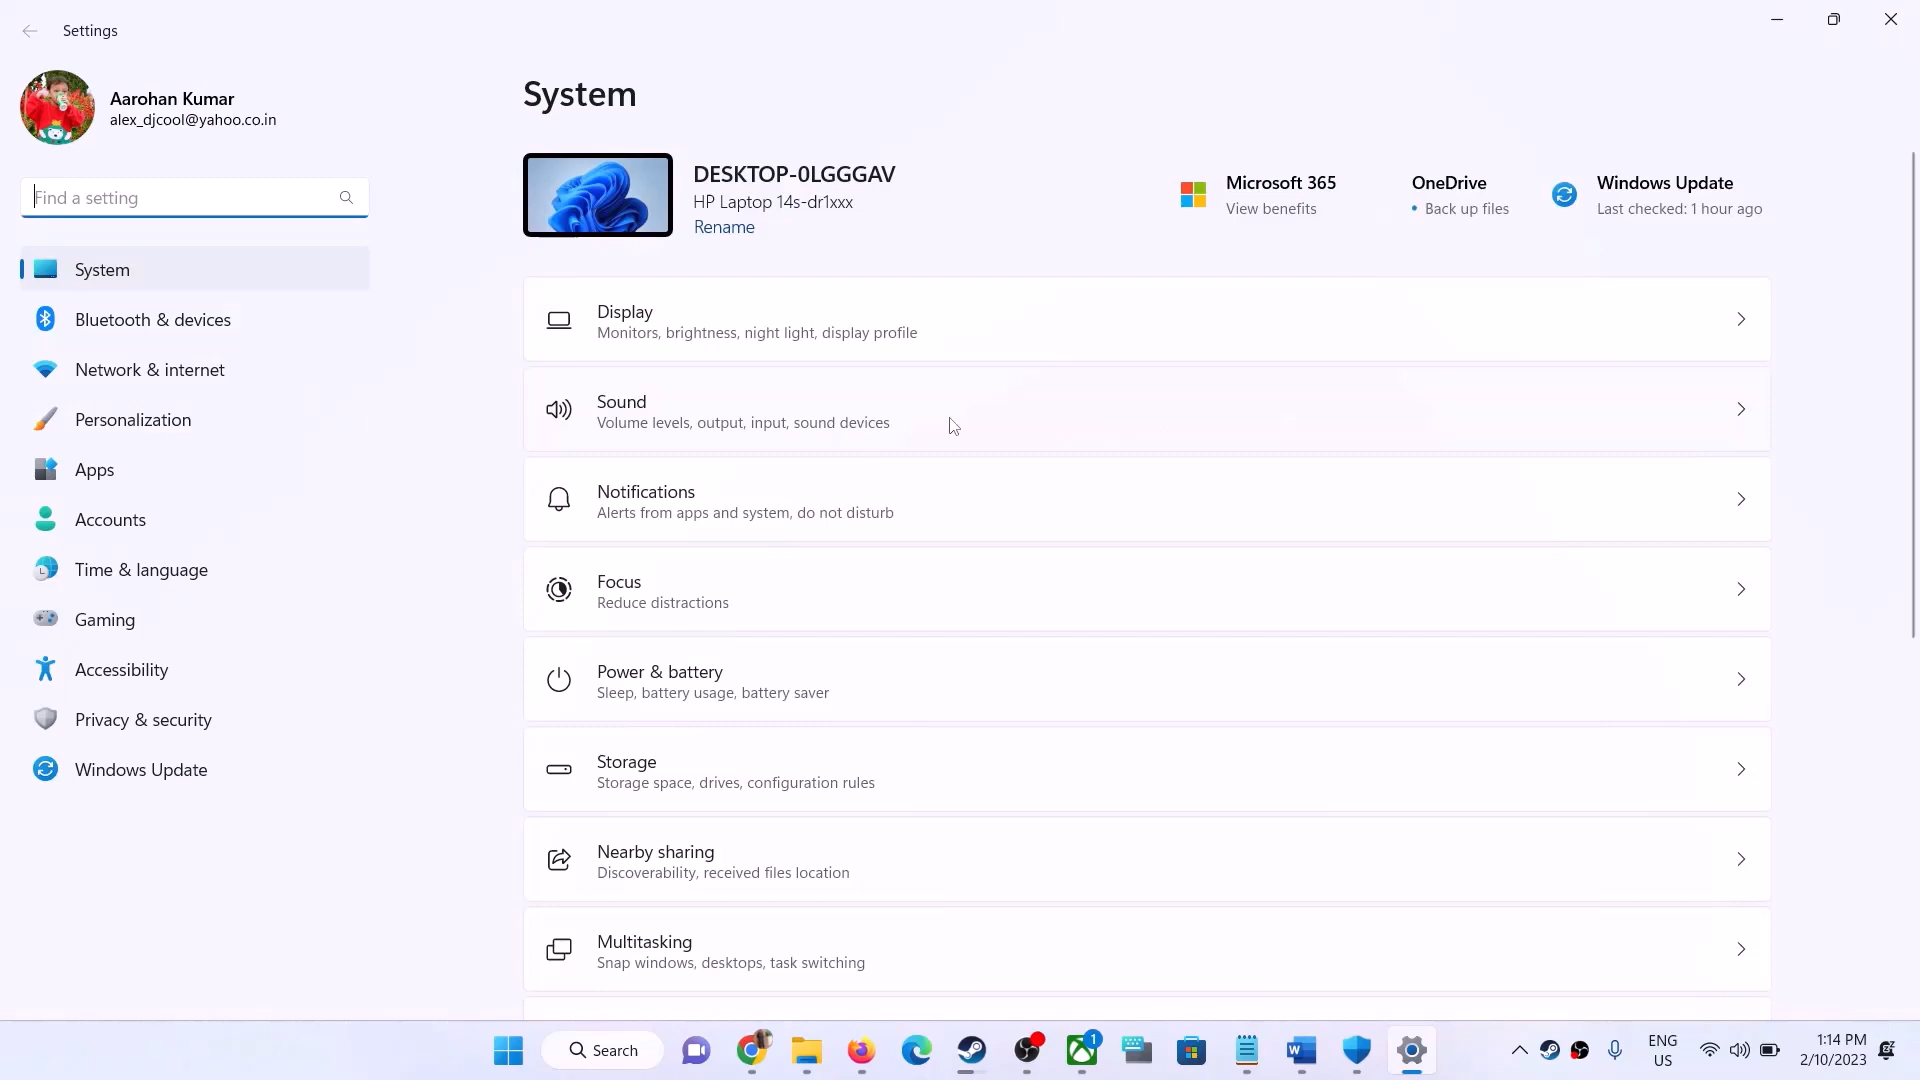 Settings
Aarohan Kumar
alex_djcool@yahoo.co.in
Find a setting
System
Bluetooth & devices
Network & internet
Personalization
Apps
Accounts
Time & language
Gaming
Accessibility
Privacy & security
Windows Update
System
DESKTOP-0LGGGAV
HP Laptop 14s-dr1xxx
Rename
Microsoft 365
View benefits
OneDrive
• Back up files
Windows Update
Last checked: 1 hour ago
Display
Monitors, brightness, night light, display profile
Sound
Volume levels, output, input, sound devices
Notifications
Alerts from apps and system, do not disturb
Focus
Reduce distractions
Power & battery
Sleep, battery usage, battery saver
Storage
Storage space, drives, configuration rules
Nearby sharing
Discoverability, received files location
Multitasking
Snap windows, desktops, task switching
Search
1
ENG
US
1:14 PM
2/10/2023